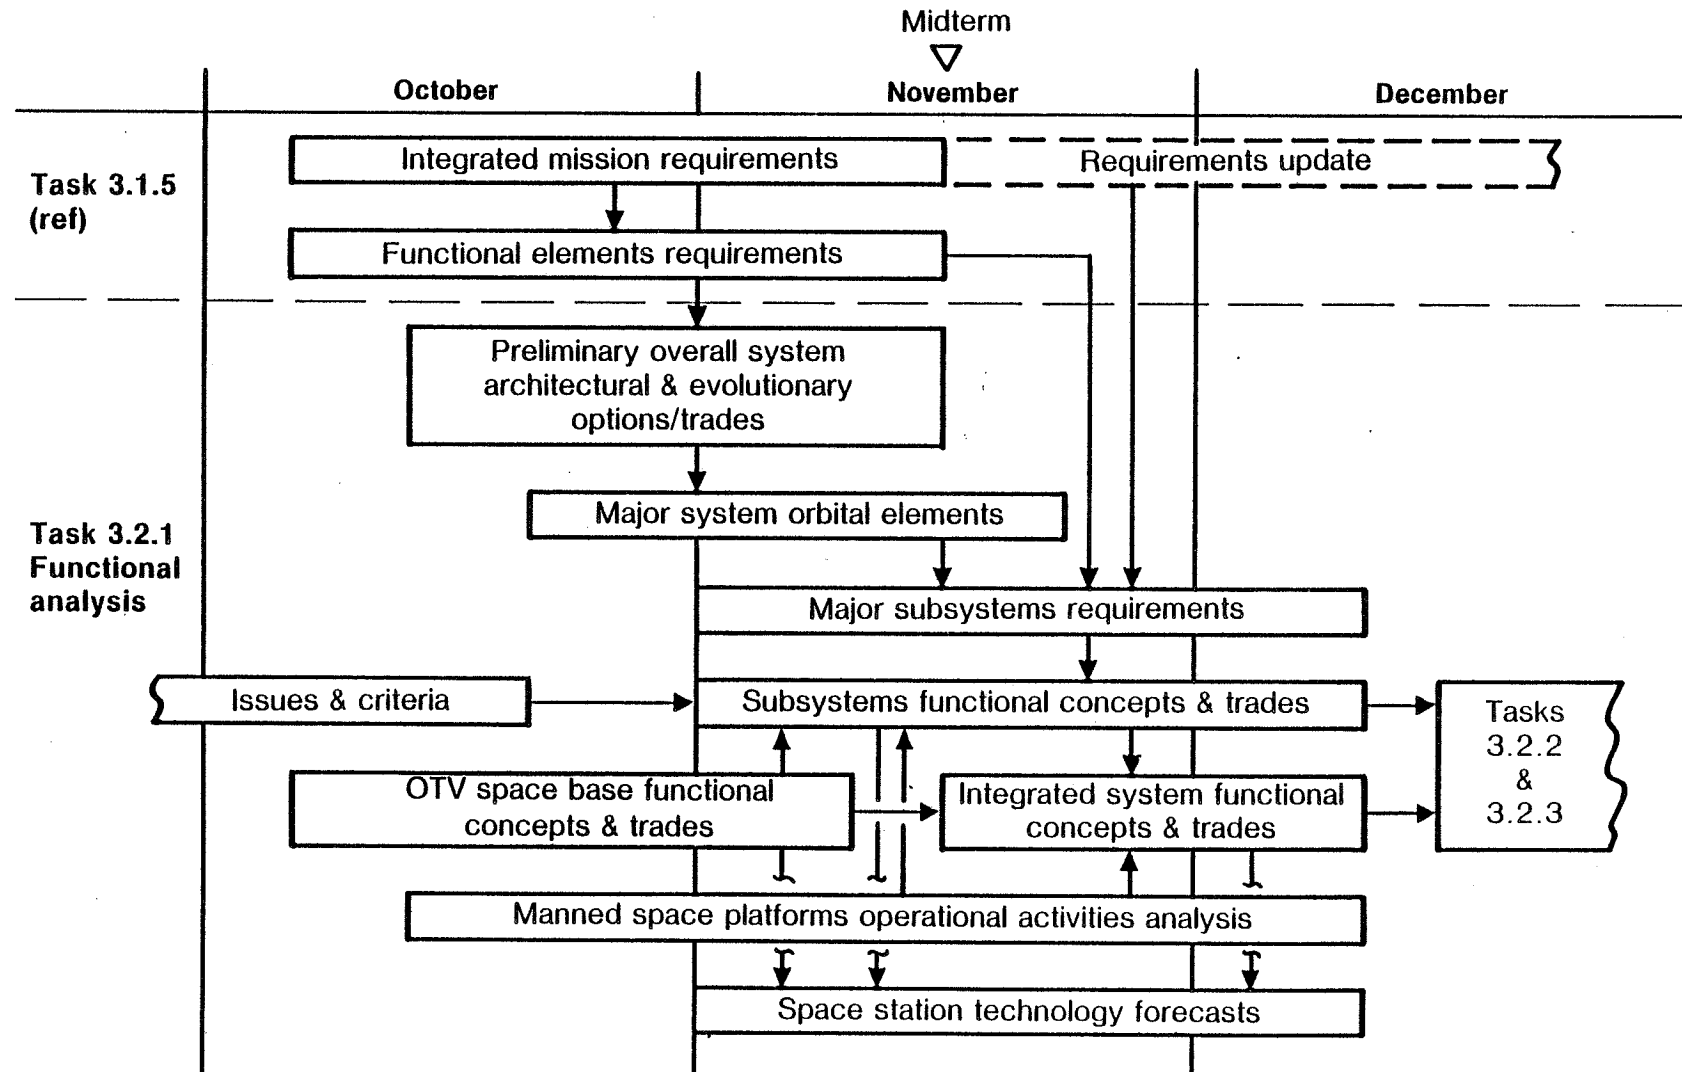 Midterm
October
November
December
Task 3.1.5
(ref)
Integrated mission requirements
Requirements update
Functional elements requirements
Preliminary overall system
architectural & evolutionary
options/trades
Major system orbital elements
Task 3.2.1
Functional
analysis
Major subsystems requirements
Issues & criteria
Subsystems functional concepts & trades
Tasks
3.2.2
&
3.2.3
OTV space base functional
concepts & trades
Integrated system functional
concepts & trades
Manned space platforms operational activities analysis
Space station technology forecasts